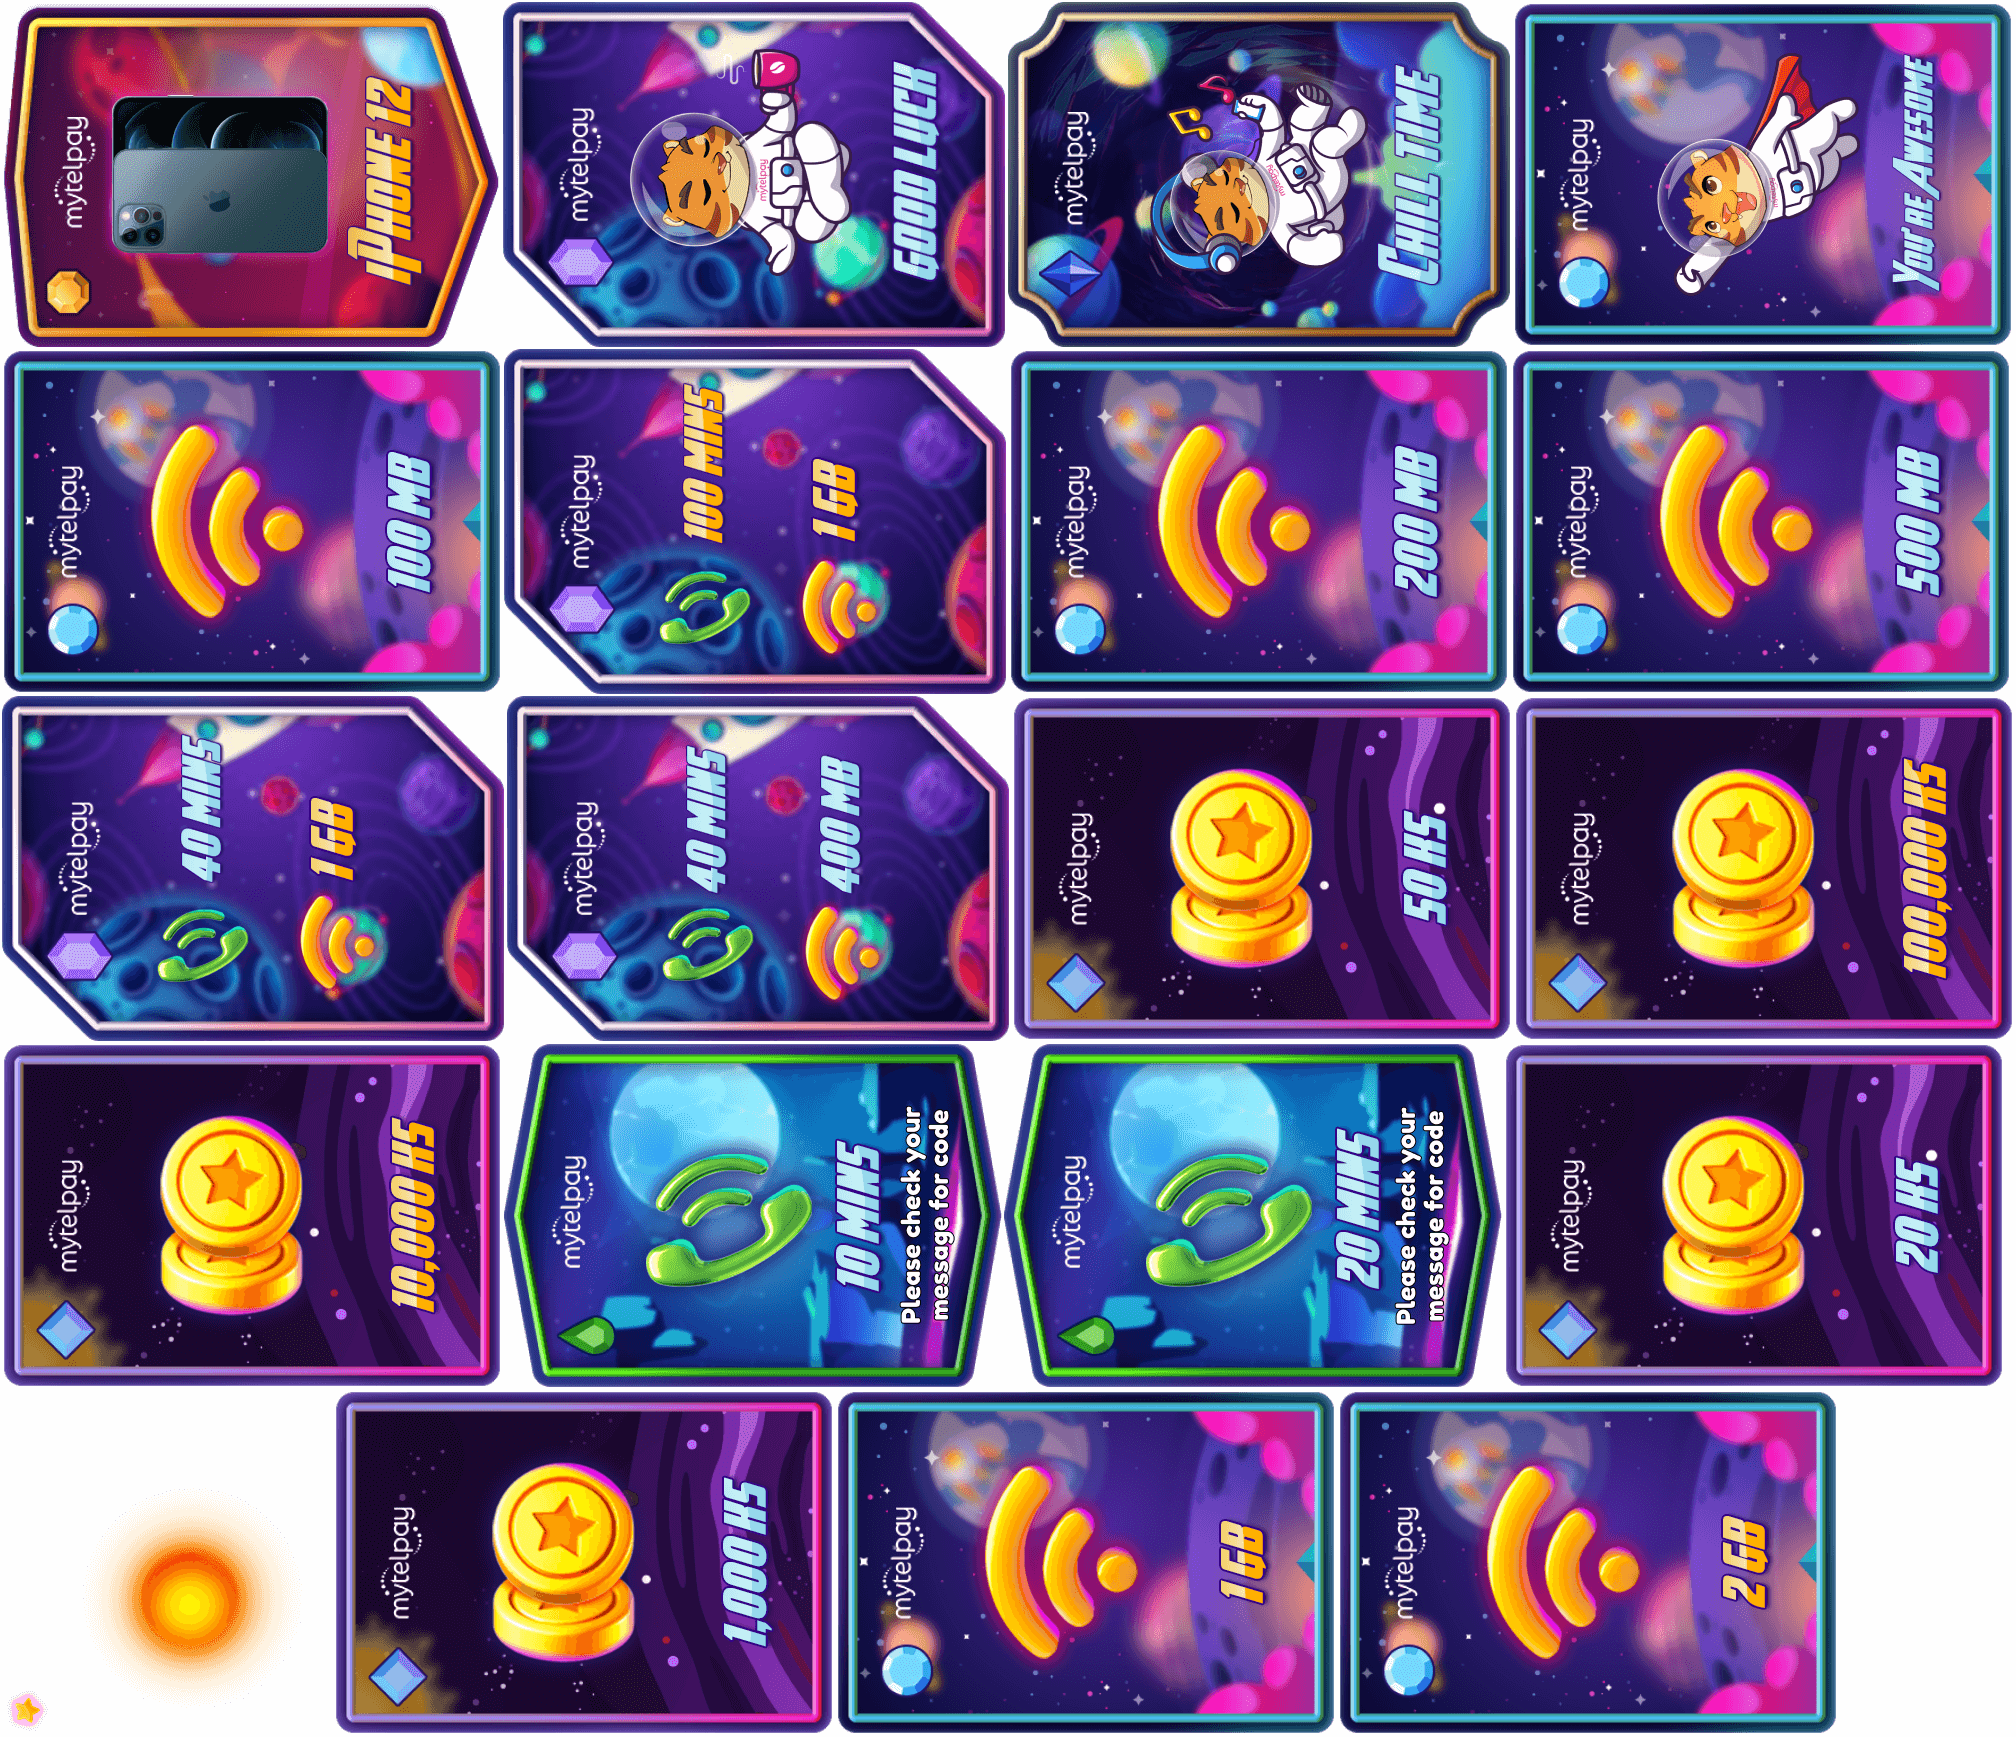 mytelpay
iPhone 12
mytelpay
mytelpay
Good Luck
mytelpay
Chill Time
mytelpay
You're Awesome
mytelpay
100 MB
mytelpay
100 MINS
1 GB
mytelpay
200 MB
mytelpay
500 MB
mytelpay
40 MINS
1 GB
mytelpay
40 MINS
400 MB
mytelpay
50 KS.
mytelpay
100,000 KS
mytelpay
10,000 KS
mytelpay
10 MINS
Please check your
message for code
mytelpay
20 MINS
Please check your
message for code
mytelpay
20 KS.
mytelpay
1,000 KS
mytelpay
1 GB
mytelpay
2 GB